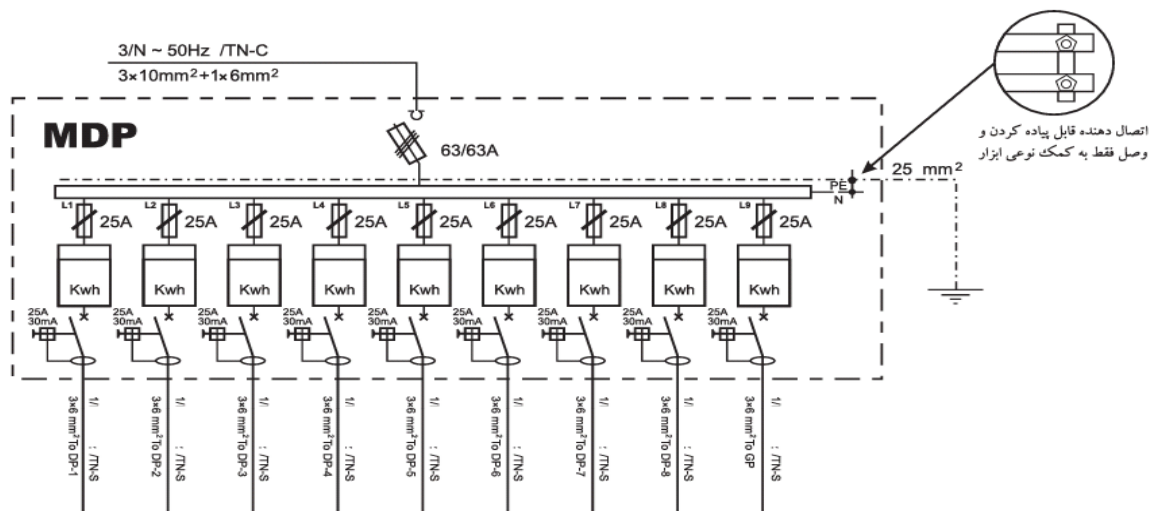 3/N ~ 50Hz /TN-C
3×10mm²+1×6mm²
MDP
63/63A
اتصال دهنده قابل پیاده کردن و
وصل فقط به کمک نوعی ابزار
25 mm²
PE
N
L1 25A
L2 25A
L3 25A
L4 25A
L5 25A
L6 25A
L7 25A
L8 25A
L9 25A
Kwh Kwh Kwh Kwh Kwh Kwh Kwh Kwh Kwh
25A 25A 25A 25A 25A 25A 25A 25A 25A
30mA 30mA 30mA 30mA 30mA 30mA 30mA 30mA 30mA
1/ : /TN-S
3×6 mm² To DP-1
1/ : /TN-S
3×6 mm² To DP-2
1/ : /TN-S
3×6 mm² To DP-3
1/ : /TN-S
3×6 mm² To DP-4
1/ : /TN-S
3×6 mm² To DP-5
1/ : /TN-S
3×6 mm² To DP-6
1/ : /TN-S
3×6 mm² To DP-7
1/ : /TN-S
3×6 mm² To DP-8
1/ : /TN-S
3×6 mm² To GP